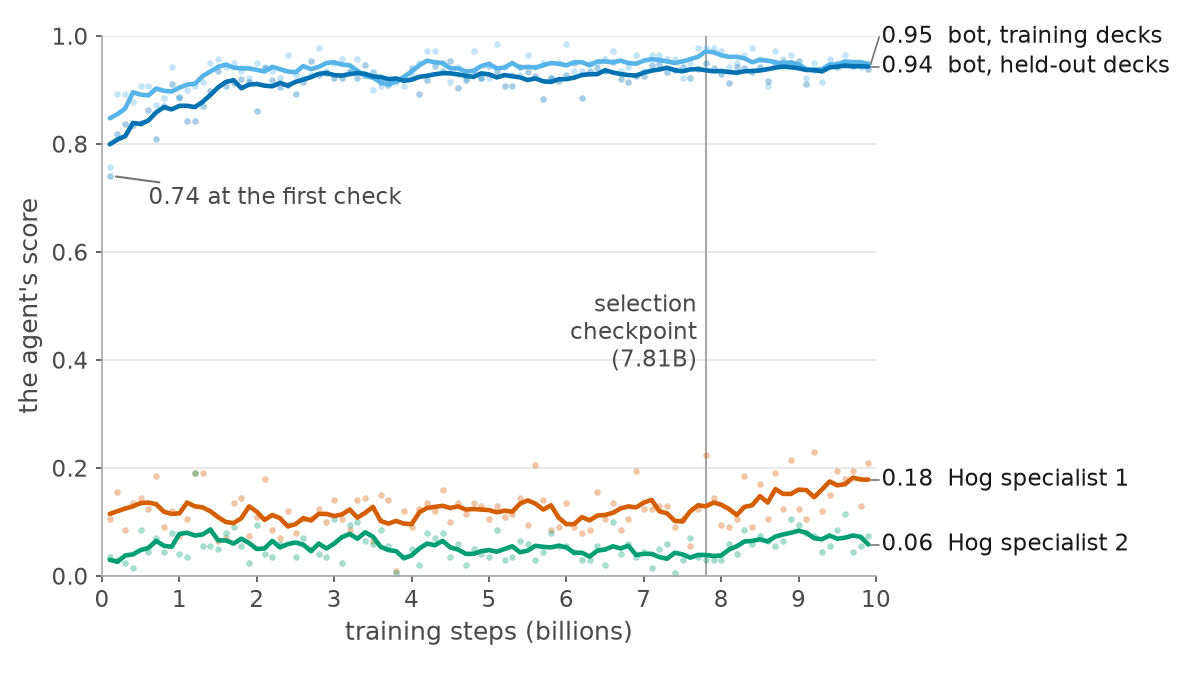 1.0
0.8
0.6
0.4
0.2
0.0
the agent's score
0.95 bot, training decks
0.94 bot, held-out decks
0.74 at the first check
selection
checkpoint
(7.81B)
0.18 Hog specialist 1
0.06 Hog specialist 2
0 1 2 3 4 5 6 7 8 9 10
training steps (billions)